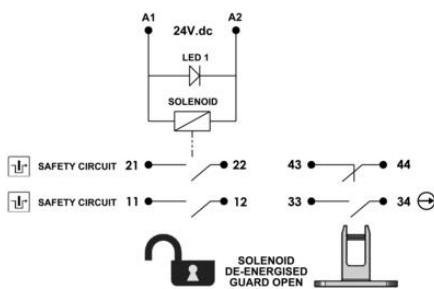 A1 A2
24V.dc
LED 1
SOLENOID
SAFETY CIRCUIT 21 22 43 44
SAFETY CIRCUIT 11 12 33 34
SOLENOID
DE-ENERGISED
GUARD OPEN